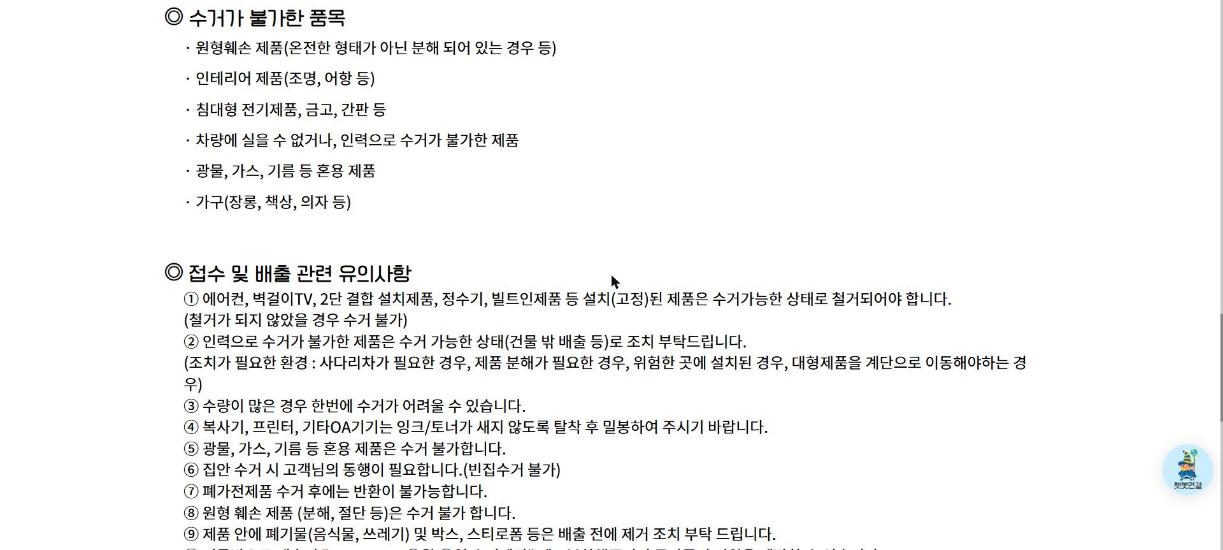 ◎ 수거가 불가한 품목
· 원형훼손 제품(온전한 형태가 아닌 분해 되어 있는 경우 등)
· 인테리어 제품(조명, 어항 등)
· 침대형 전기제품, 금고, 간판 등
· 차량에 실을 수 없거나, 인력으로 수거가 불가한 제품
· 광물, 가스, 기름 등 혼용 제품
· 가구(장롱, 책상, 의자 등)
◎ 접수 및 배출 관련 유의사항
① 에어컨, 벽걸이TV, 2단 결합 설치제품, 정수기, 빌트인제품 등 설치(고정)된 제품은 수거가능한 상태로 철거되어야 합니다.
(철거가 되지 않았을 경우 수거 불가)
② 인력으로 수거가 불가한 제품은 수거 가능한 상태(건물 밖 배출 등)로 조치 부탁드립니다.
(조치가 필요한 환경 : 사다리차가 필요한 경우, 제품 분해가 필요한 경우, 위험한 곳에 설치된 경우, 대형제품을 계단으로 이동해야하는 경
우)
③ 수량이 많은 경우 한번에 수거가 어려울 수 있습니다.
④ 복사기, 프린터, 기타OA기기는 잉크/토너가 새지 않도록 탈착 후 밀봉하여 주시기 바랍니다.
⑤ 광물, 가스, 기름 등 혼용 제품은 수거 불가합니다.
⑥ 집안 수거 시 고객님의 동행이 필요합니다.(빈집수거 불가)
⑦ 폐가전제품 수거 후에는 반환이 불가능합니다.
⑧ 원형 훼손 제품 (분해, 절단 등)은 수거 불가 합니다.
⑨ 제품 안에 폐기물(음식물, 쓰레기) 및 박스, 스티로폼 등은 배출 전에 제거 조치 부탁 드립니다.
챗봇연결